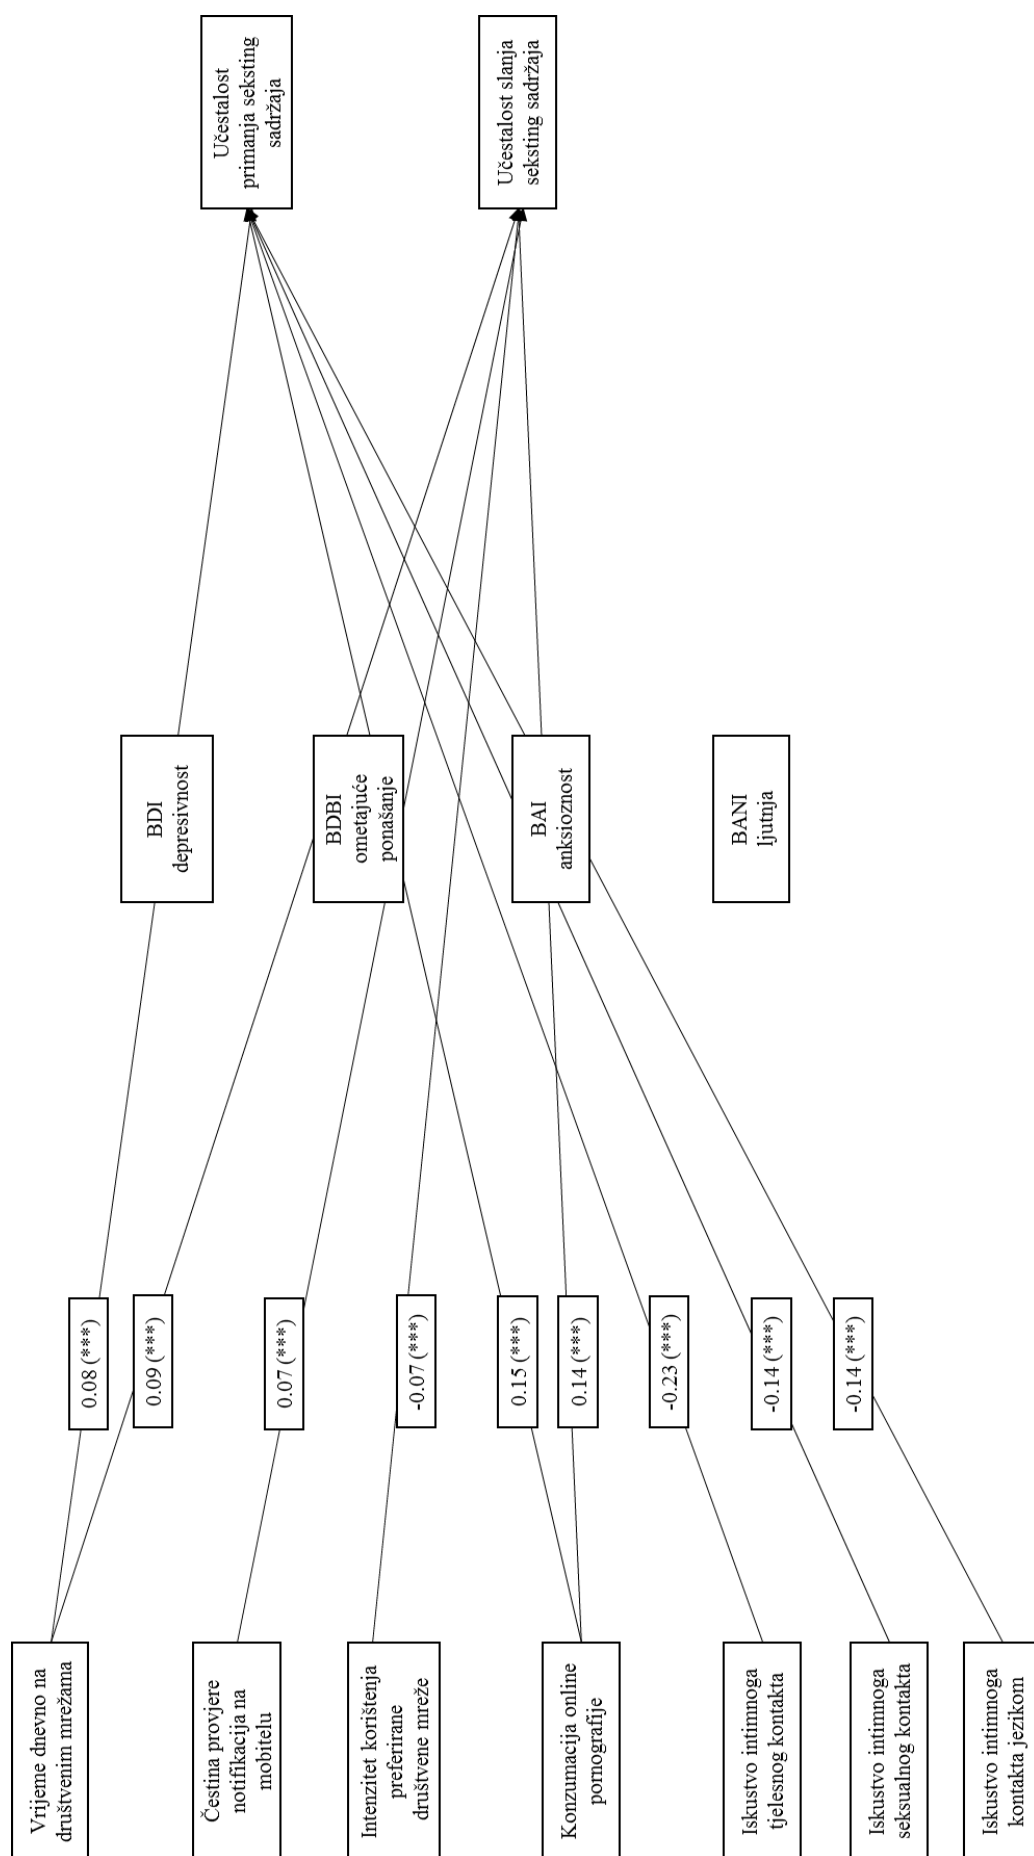 Vrijeme dnevno na
društvenim mrežama
Čestina provjere
notifikacija na
mobitelu
Intenzitet korištenja
preferirane
društvene mreže
Konzumacija online
pornografije
Iskustvo intimnoga
tjelesnog kontakta
Iskustvo intimnoga
seksualnog kontakta
Iskustvo intimnoga
kontakta jezikom
0.08 (***)
0.09 (***)
0.07 (***)
-0.07 (***)
0.15 (***)
0.14 (***)
-0.23 (***)
-0.14 (***)
-0.14 (***)
BDI
depresivnost
BDBI
ometajuće
ponašanje
BAI
anksioznost
BANI
ljutnja
Učestalost
primanja seksting
sadržaja
Učestalost slanja
seksting sadržaja